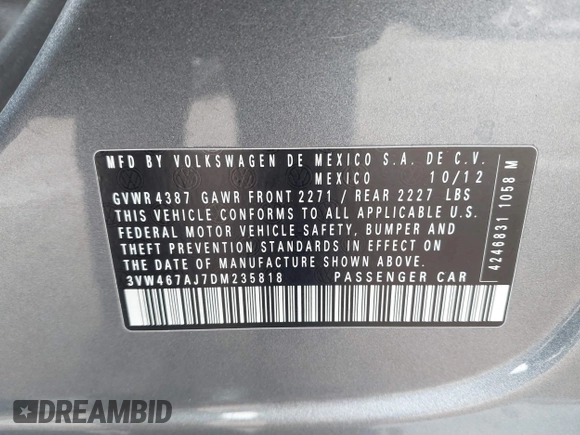 MFD BY VOLKSWAGEN DE MEXICO S.A. DE C.V.
MEXICO 10/12
GVWR 4387 GAWR FRONT 2271 / REAR 2227 LBS
THIS VEHICLE CONFORMS TO ALL APPLICABLE U.S.
FEDERAL MOTOR VEHICLE SAFETY, BUMPER AND
THEFT PREVENTION STANDARDS IN EFFECT ON
THE DATE OF MANUFACTURE SHOWN ABOVE.
3VW467AJ7DM235818 PASSENGER CAR
4246831 1058 M
DREAMBID